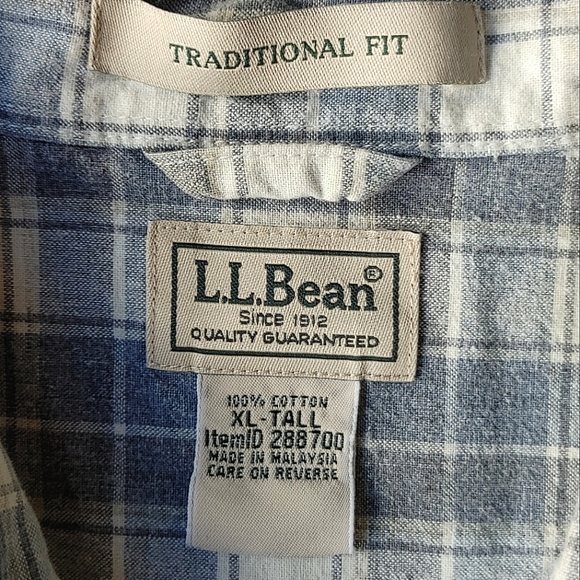 TRADITIONAL FIT
L.L.Bean®
Since 1912
QUALITY GUARANTEED
100% COTTON
XL-TALL
ItemID 288700
MADE IN MALAYSIA
CARE ON REVERSE